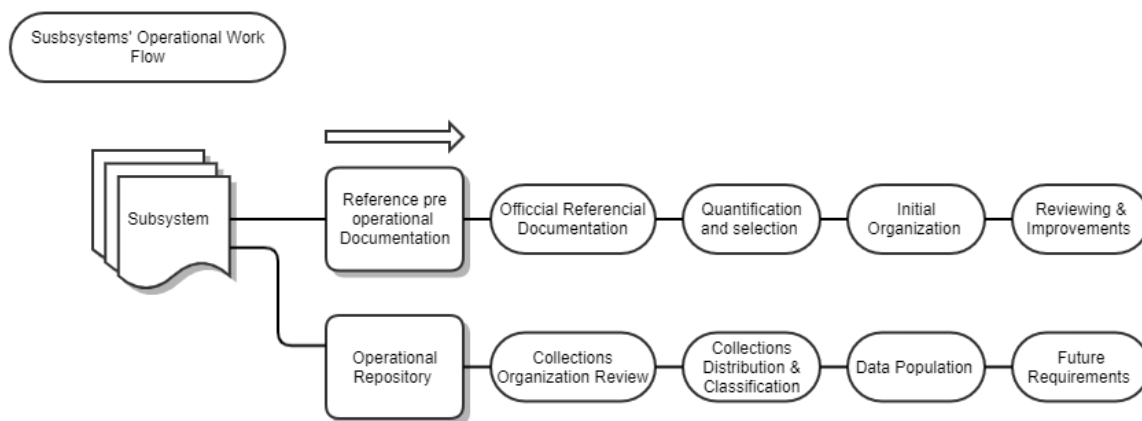 Susbsystems' Operational Work
Flow
Subsystem
Reference pre
operational
Documentation
Officcial Referencial
Documentation
Quantification
and selection
Initial
Organization
Reviewing &
Improvements
Operational
Repository
Collections
Organization Review
Collections
Distribution &
Classification
Data Population
Future
Requirements